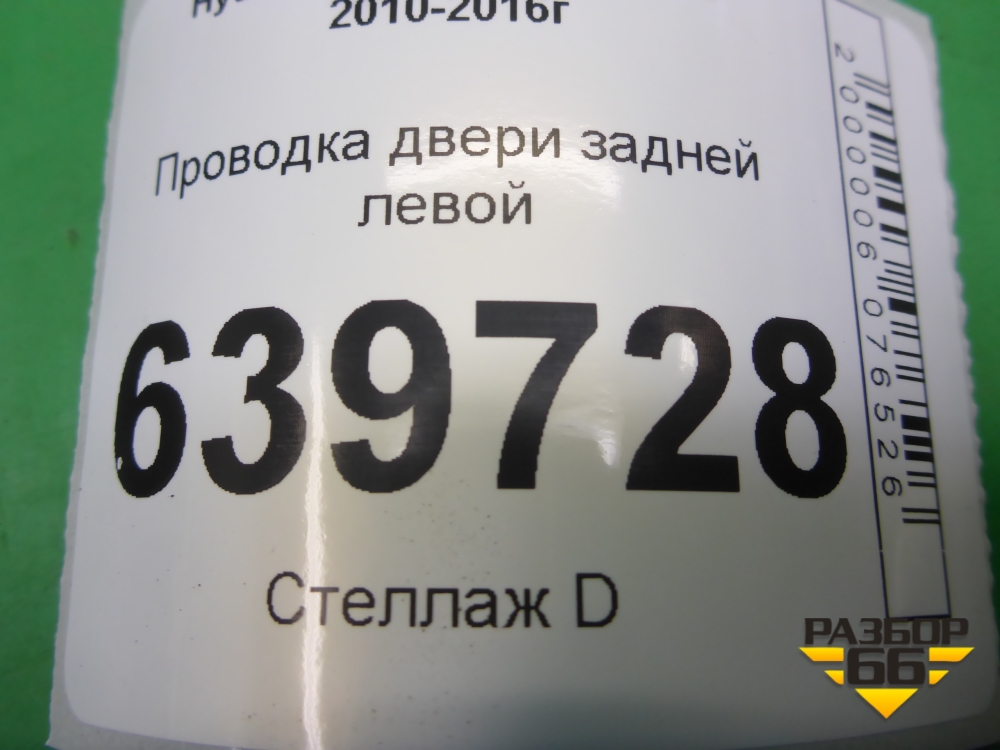 2010-2016г
Проводка двери задней
левой
639728
Стеллаж D
2000006076526
РАЗБОР
66